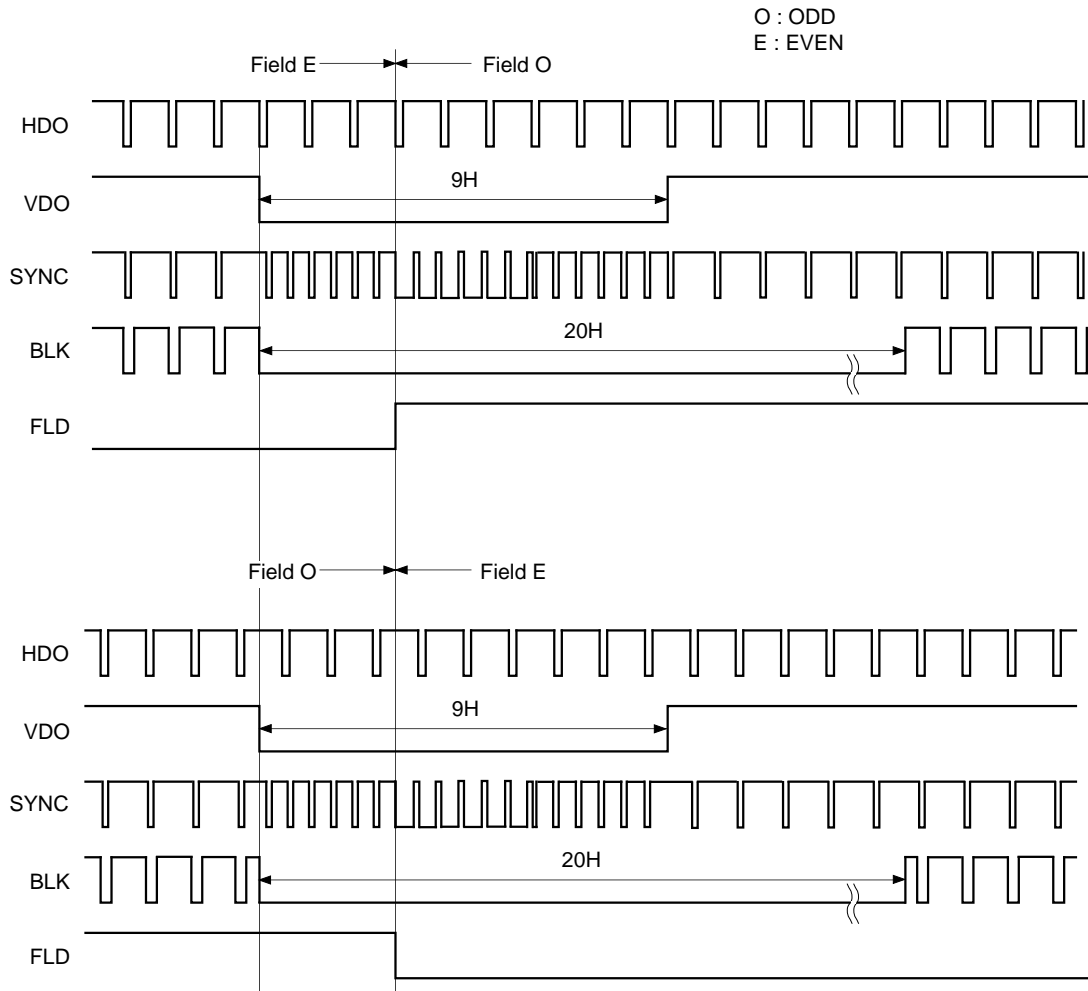 O : ODD
E : EVEN
Field E Field O
HDO
9H
VDO
SYNC
20H
BLK
FLD
Field O Field E
HDO
9H
VDO
SYNC
20H
BLK
FLD